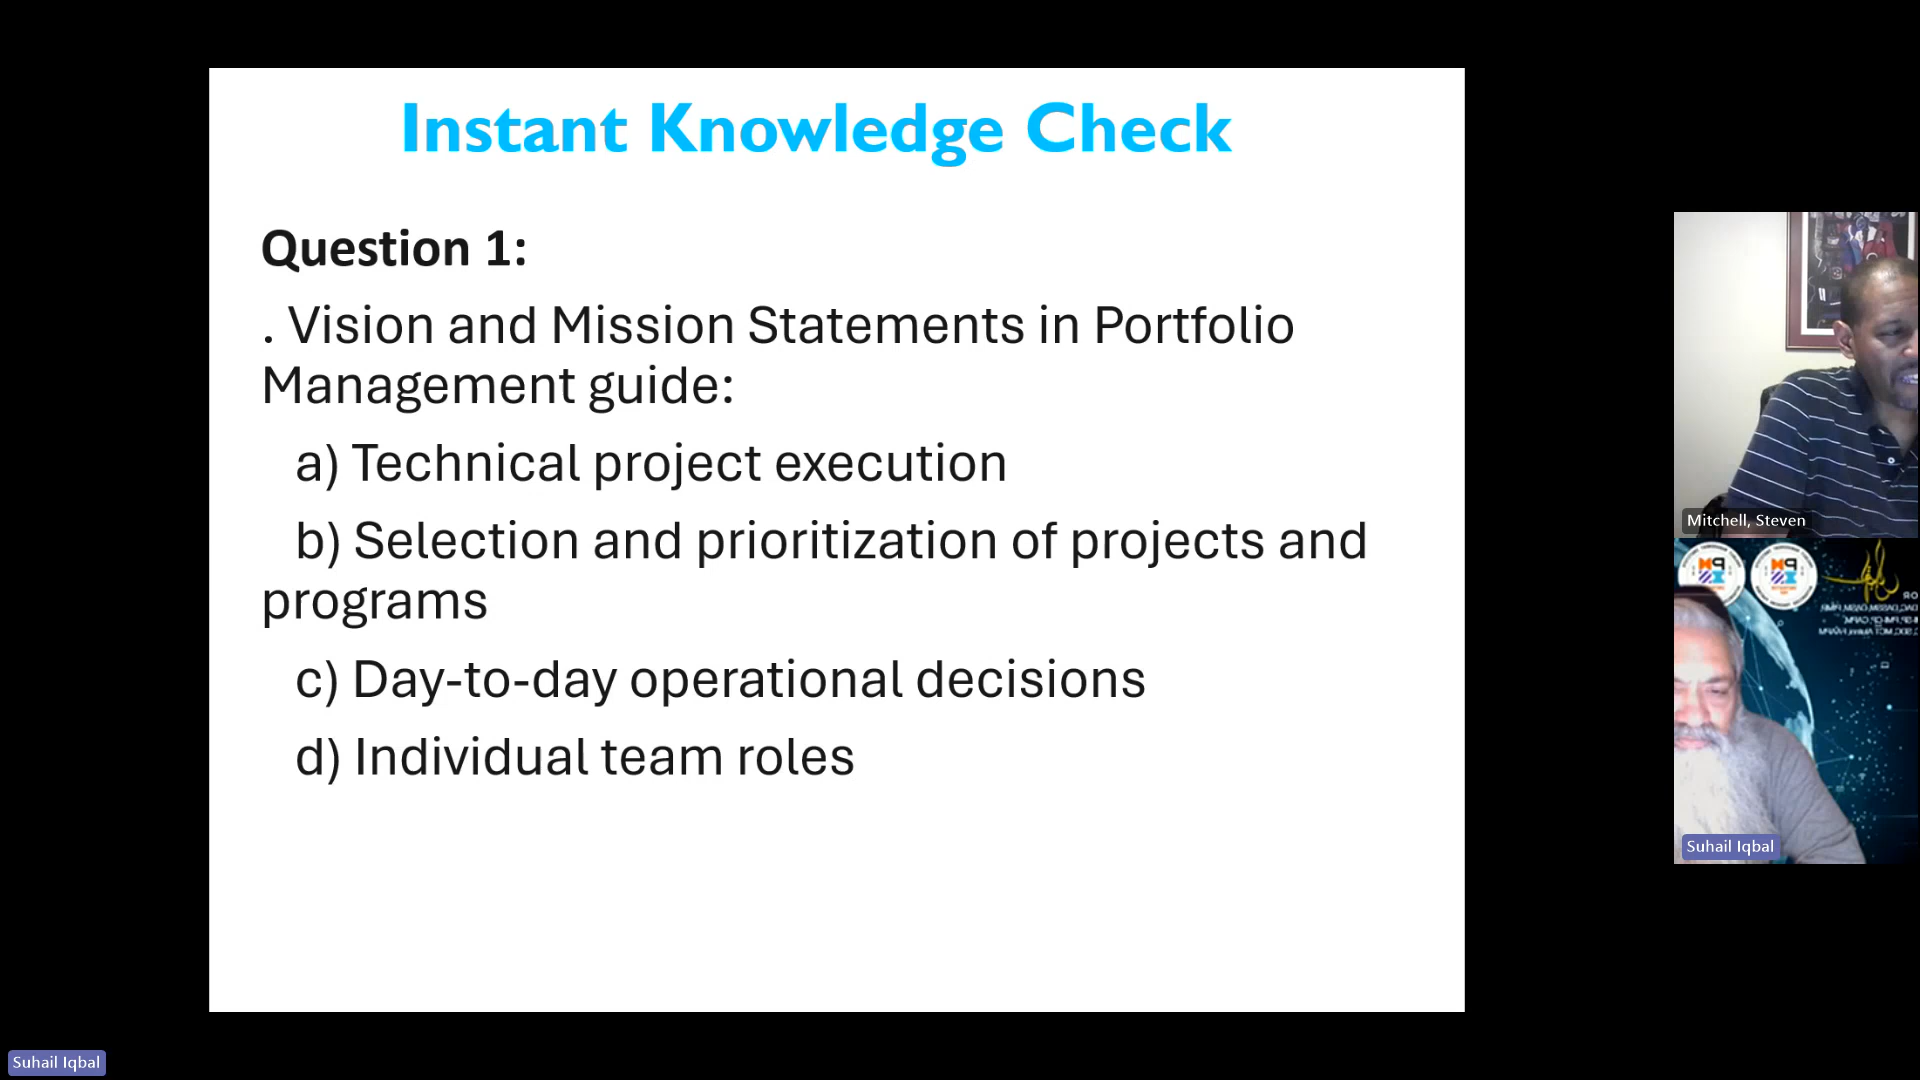 Instant Knowledge Check
Question 1:
. Vision and Mission Statements in Portfolio
Management guide:
a) Technical project execution
b) Selection and prioritization of projects and
programs
c) Day-to-day operational decisions
d) Individual team roles
Mitchell, Steven
Suhail Iqbal
Suhail Iqbal